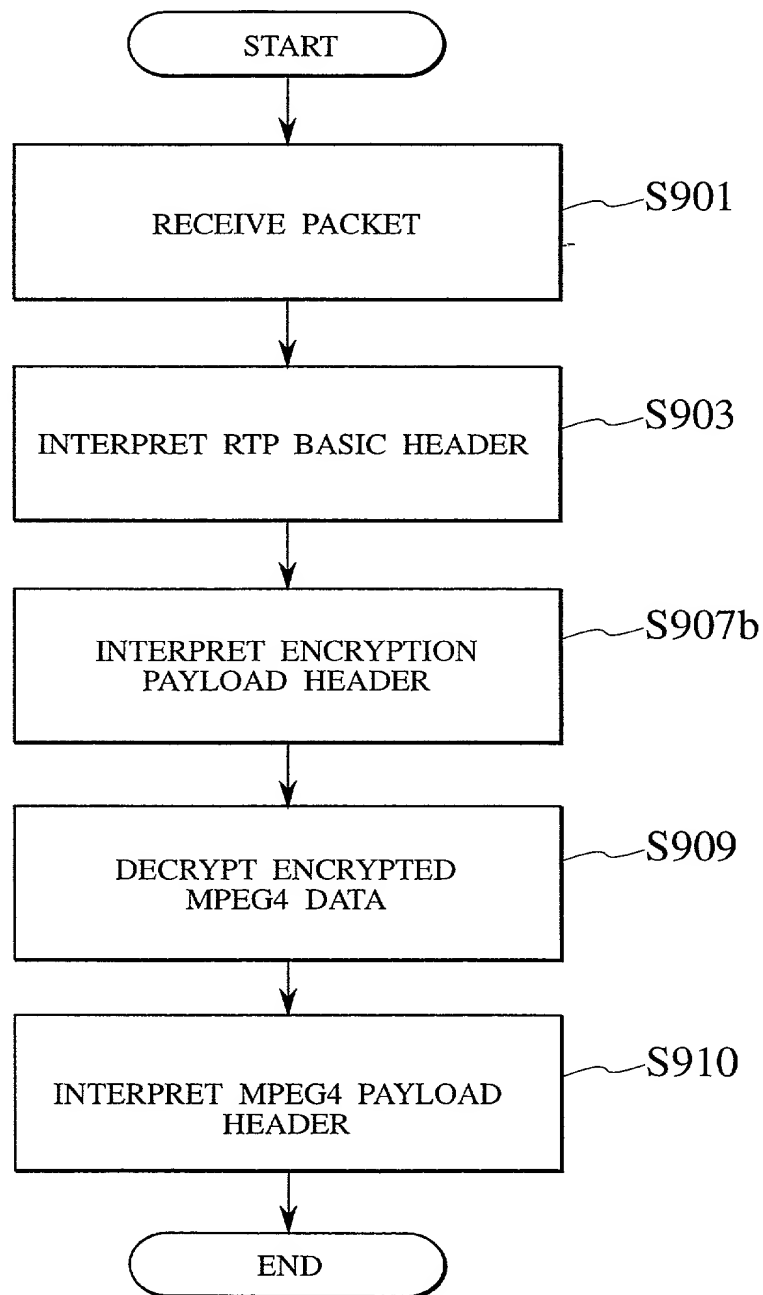 START
RECEIVE PACKET
S901
INTERPRET RTP BASIC HEADER
S903
INTERPRET ENCRYPTION
PAYLOAD HEADER
S907b
DECRYPT ENCRYPTED
MPEG4 DATA
S909
INTERPRET MPEG4 PAYLOAD
HEADER
S910
END